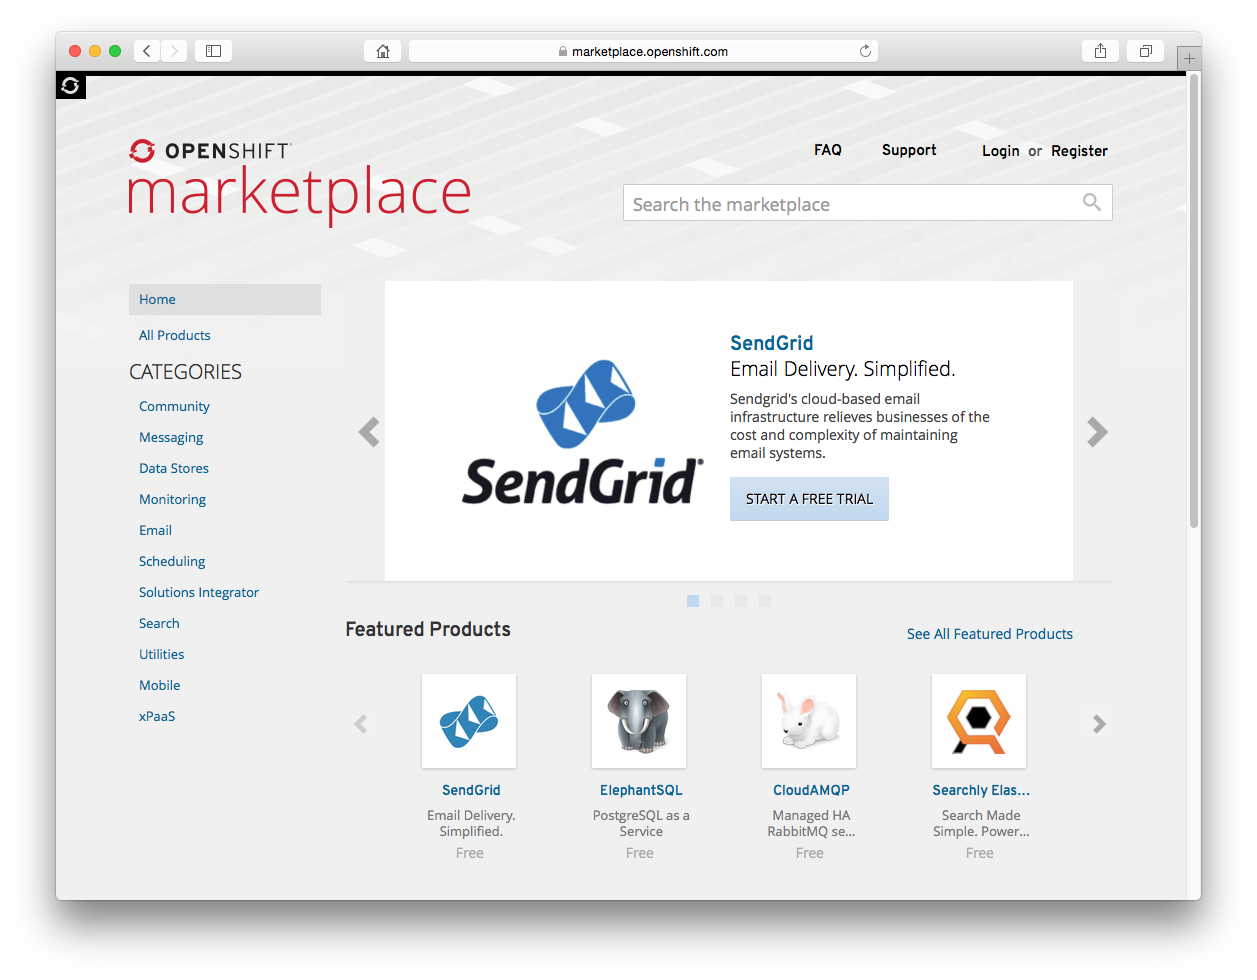 marketplace.openshift.com
OPENSHIFT
marketplace
FAQ Support Login or Register
Search the marketplace
Home
All Products
CATEGORIES
Community
Messaging
Data Stores
Monitoring
Email
Scheduling
Solutions Integrator
Search
Utilities
Mobile
xPaaS
SendGrid®
SendGrid
Email Delivery. Simplified.
Sendgrid's cloud-based email
infrastructure relieves businesses of the
cost and complexity of maintaining
email systems.
START A FREE TRIAL
Featured Products
See All Featured Products
SendGrid
Email Delivery.
Simplified.
Free
ElephantSQL
PostgreSQL as a
Service
Free
CloudAMQP
Managed HA
RabbitMQ se...
Free
Searchly Elas...
Search Made
Simple. Power...
Free